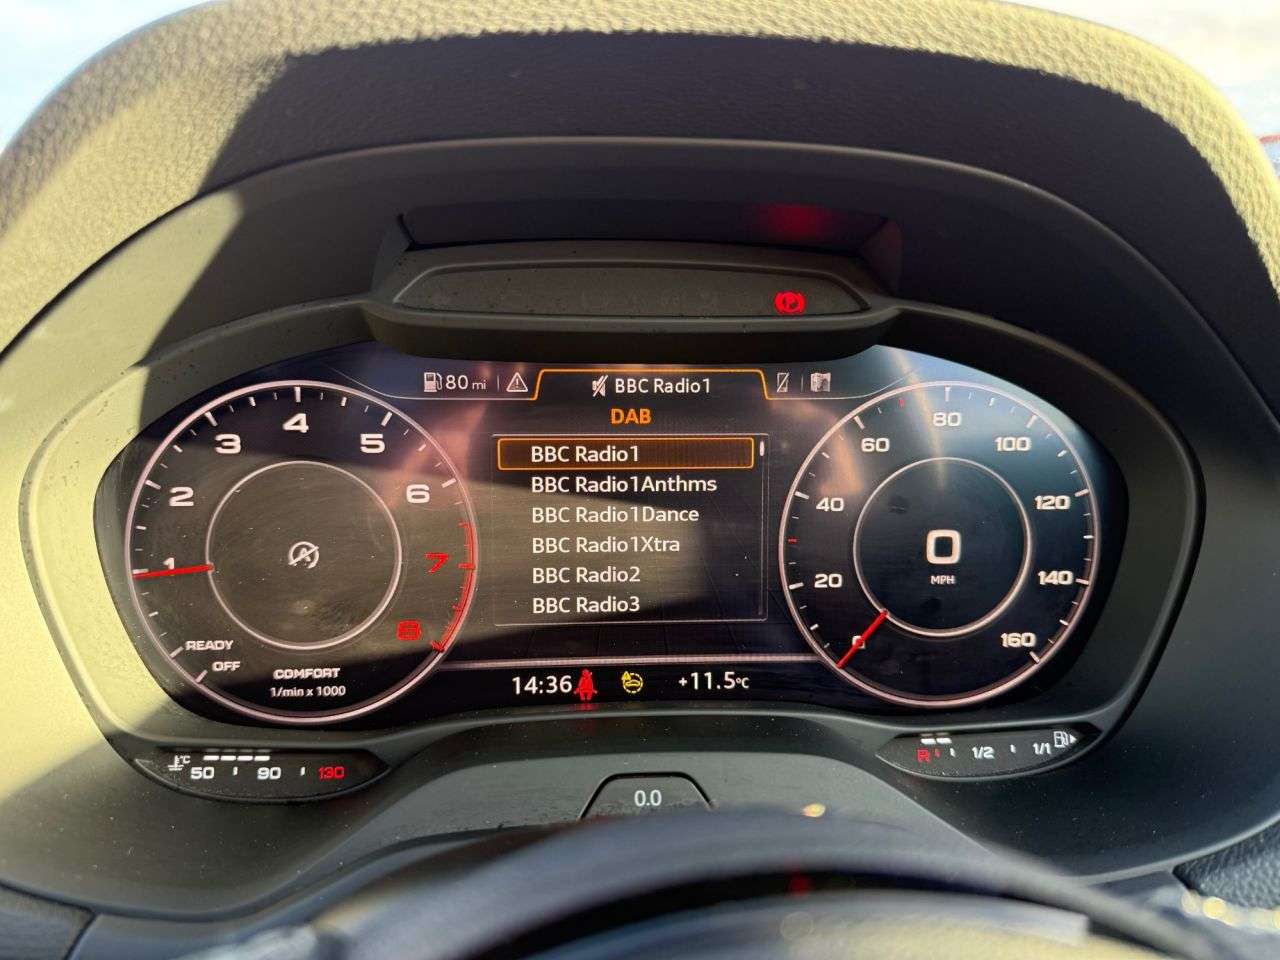 80 mi
BBC Radio1
DAB
BBC Radio1
BBC Radio1Anthms
BBC Radio1Dance
BBC Radio1Xtra
BBC Radio2
BBC Radio3
1
2
3
4
5
6
7
8
READY
OFF
COMFORT
1/min x 1000
A
0
20
40
60
80
100
120
140
160
0
MPH
14:36
+11.5°C
°C
50
90
130
R
1/2
1/1
0.0